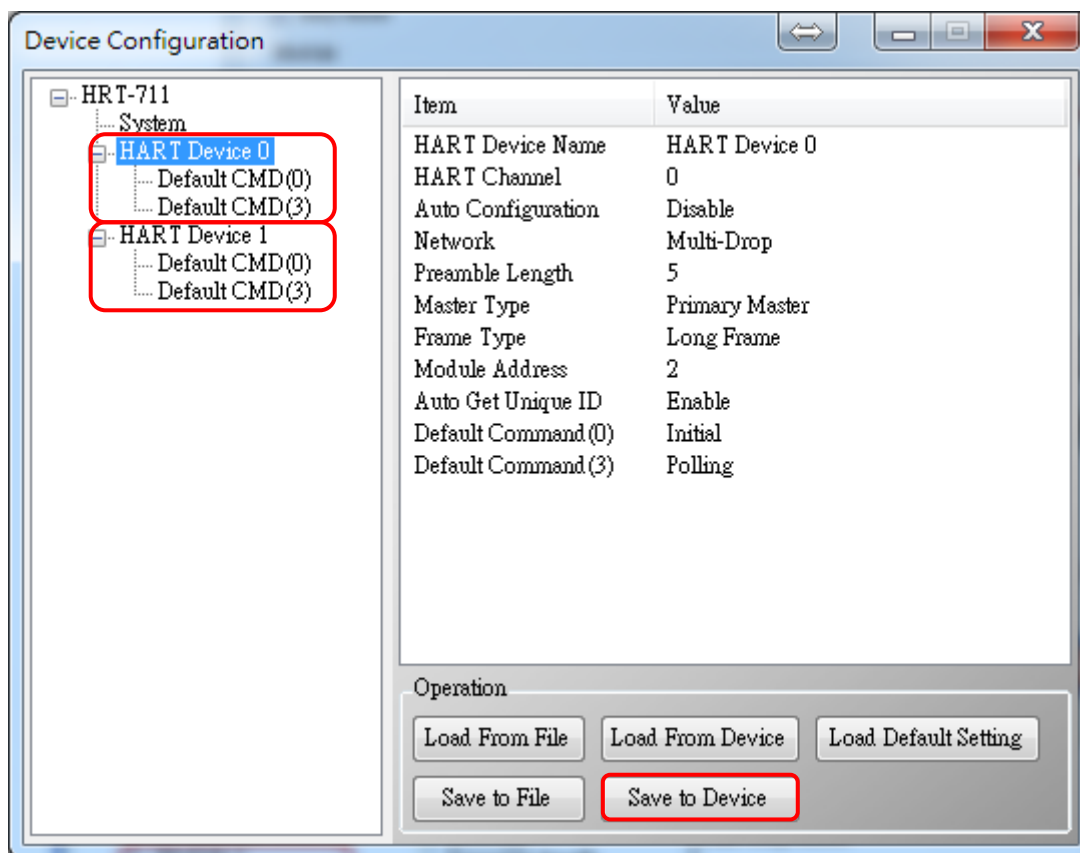 Device Configuration
HRT-711
System
HART Device 0
Default CMD(0)
Default CMD(3)
HART Device 1
Default CMD(0)
Default CMD(3)
Item Value
HART Device Name HART Device 0
HART Channel 0
Auto Configuration Disable
Network Multi-Drop
Preamble Length 5
Master Type Primary Master
Frame Type Long Frame
Module Address 2
Auto Get Unique ID Enable
Default Command(0) Initial
Default Command(3) Polling
Operation
Load From File Load From Device Load Default Setting
Save to File Save to Device